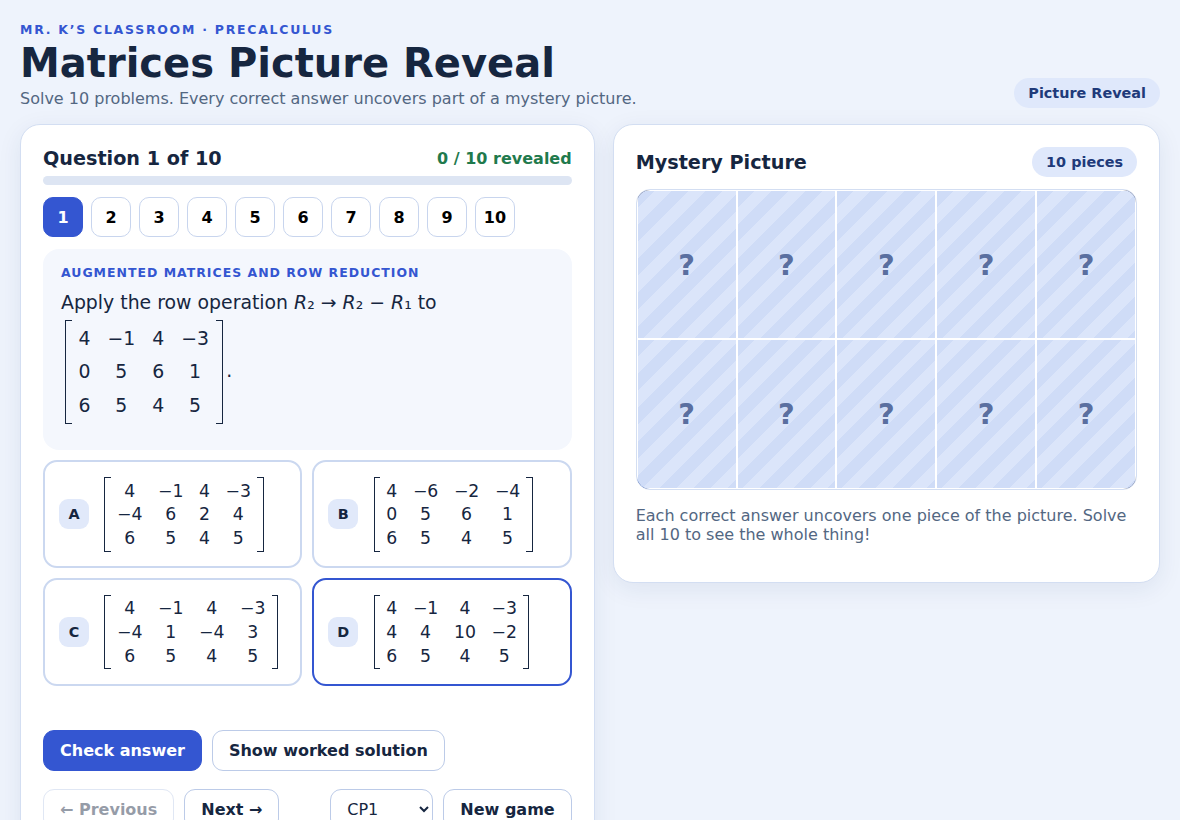 MR. K’S CLASSROOM · PRECALCULUS
Matrices Picture Reveal
Solve 10 problems. Every correct answer uncovers part of a mystery picture.
Picture Reveal
Question 1 of 10
0 / 10 revealed
1 2 3 4 5 6 7 8 9 10
AUGMENTED MATRICES AND ROW REDUCTION
Apply the row operation R₂ → R₂ − R₁ to
4 −1 4 −3
0 5 6 1 .
6 5 4 5
A
4 −1 4 −3
−4 6 2 4
6 5 4 5
B
4 −6 −2 −4
0 5 6 1
6 5 4 5
C
4 −1 4 −3
−4 1 −4 3
6 5 4 5
D
4 −1 4 −3
4 4 10 −2
6 5 4 5
Check answer
Show worked solution
← Previous
Next →
CP1
New game
Mystery Picture
10 pieces
? ? ? ? ?
? ? ? ? ?
Each correct answer uncovers one piece of the picture. Solve
all 10 to see the whole thing!